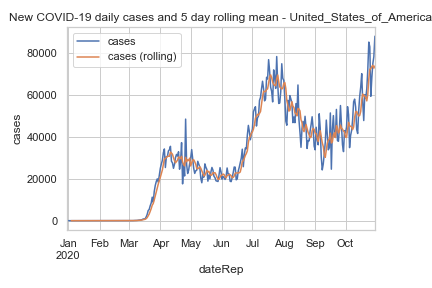 New COVID-19 daily cases and 5 day rolling mean - United_States_of_America
cases
cases (rolling)
80000
60000
40000
20000
0
cases
Jan Feb Mar Apr May Jun Jul Aug Sep Oct
2020
dateRep